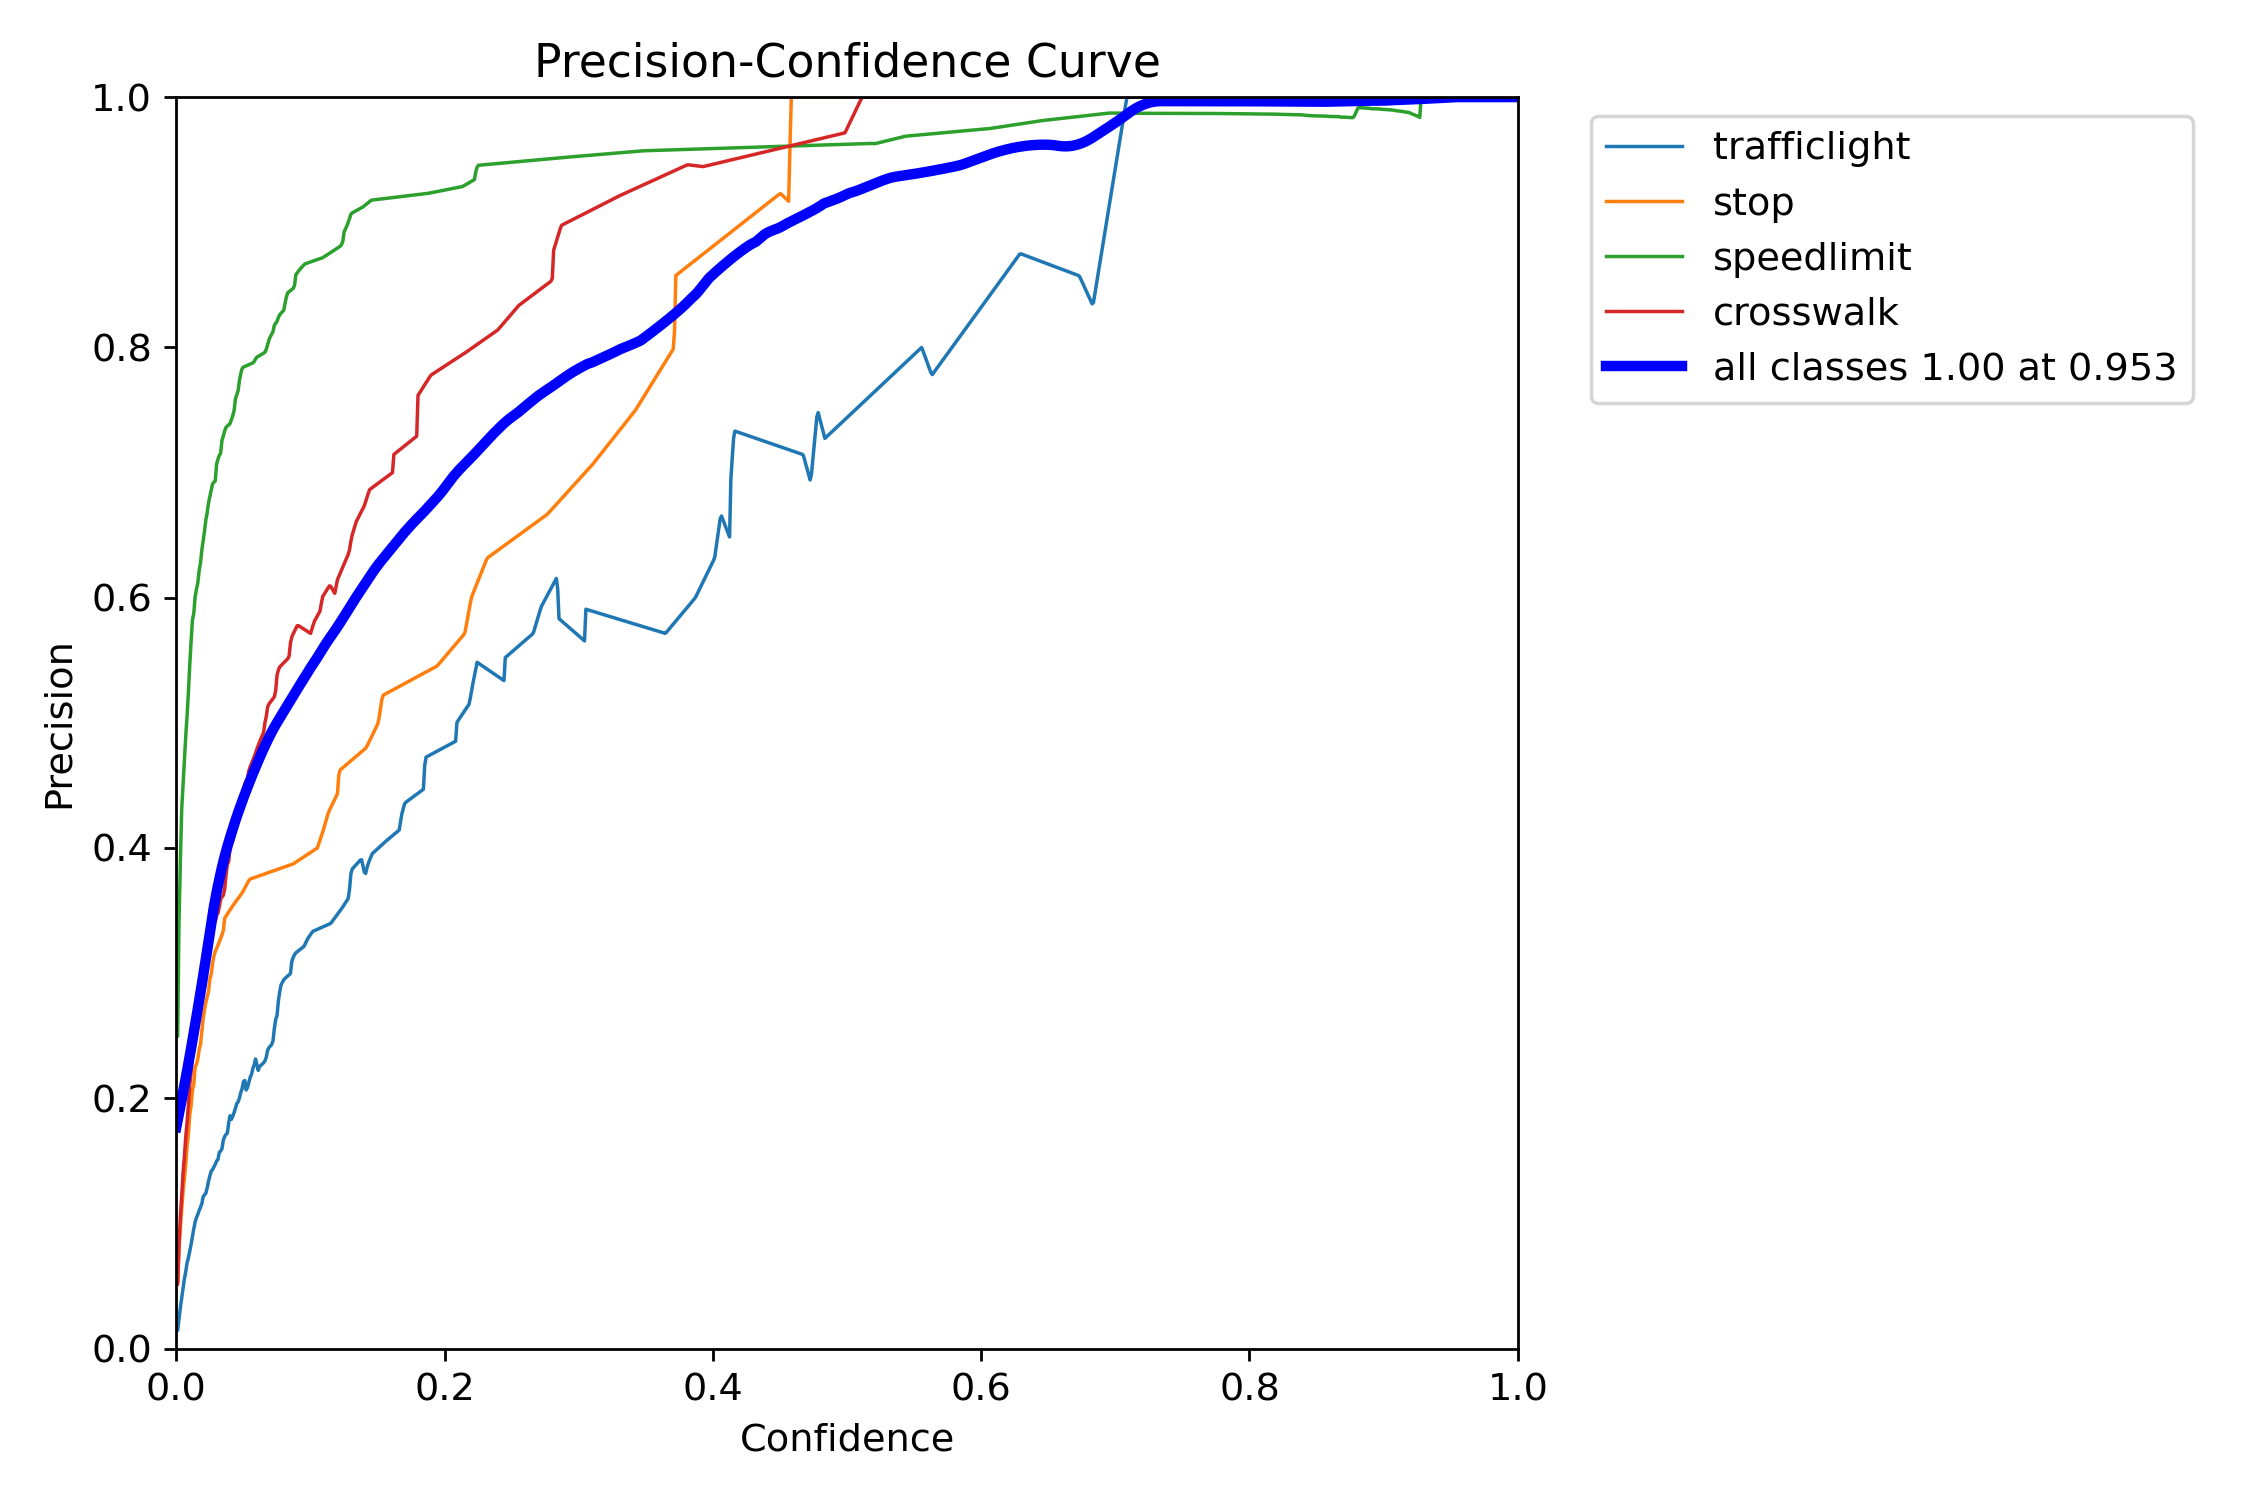 Precision-Confidence Curve
1.0
0.8
0.6
0.4
0.2
0.0
Precision
0.0 0.2 0.4 0.6 0.8 1.0
Confidence
trafficlight
stop
speedlimit
crosswalk
all classes 1.00 at 0.953